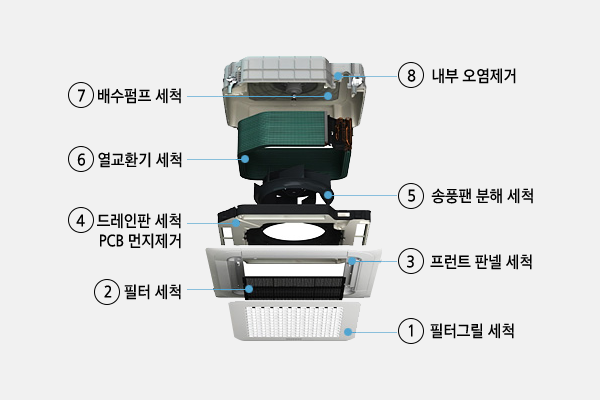 ⑧ 내부 오염제거
⑦ 배수펌프 세척
⑥ 열교환기 세척
⑤ 송풍팬 분해 세척
④ 드레인판 세척
PCB 먼지제거
③ 프런트 판넬 세척
② 필터 세척
① 필터그릴 세척